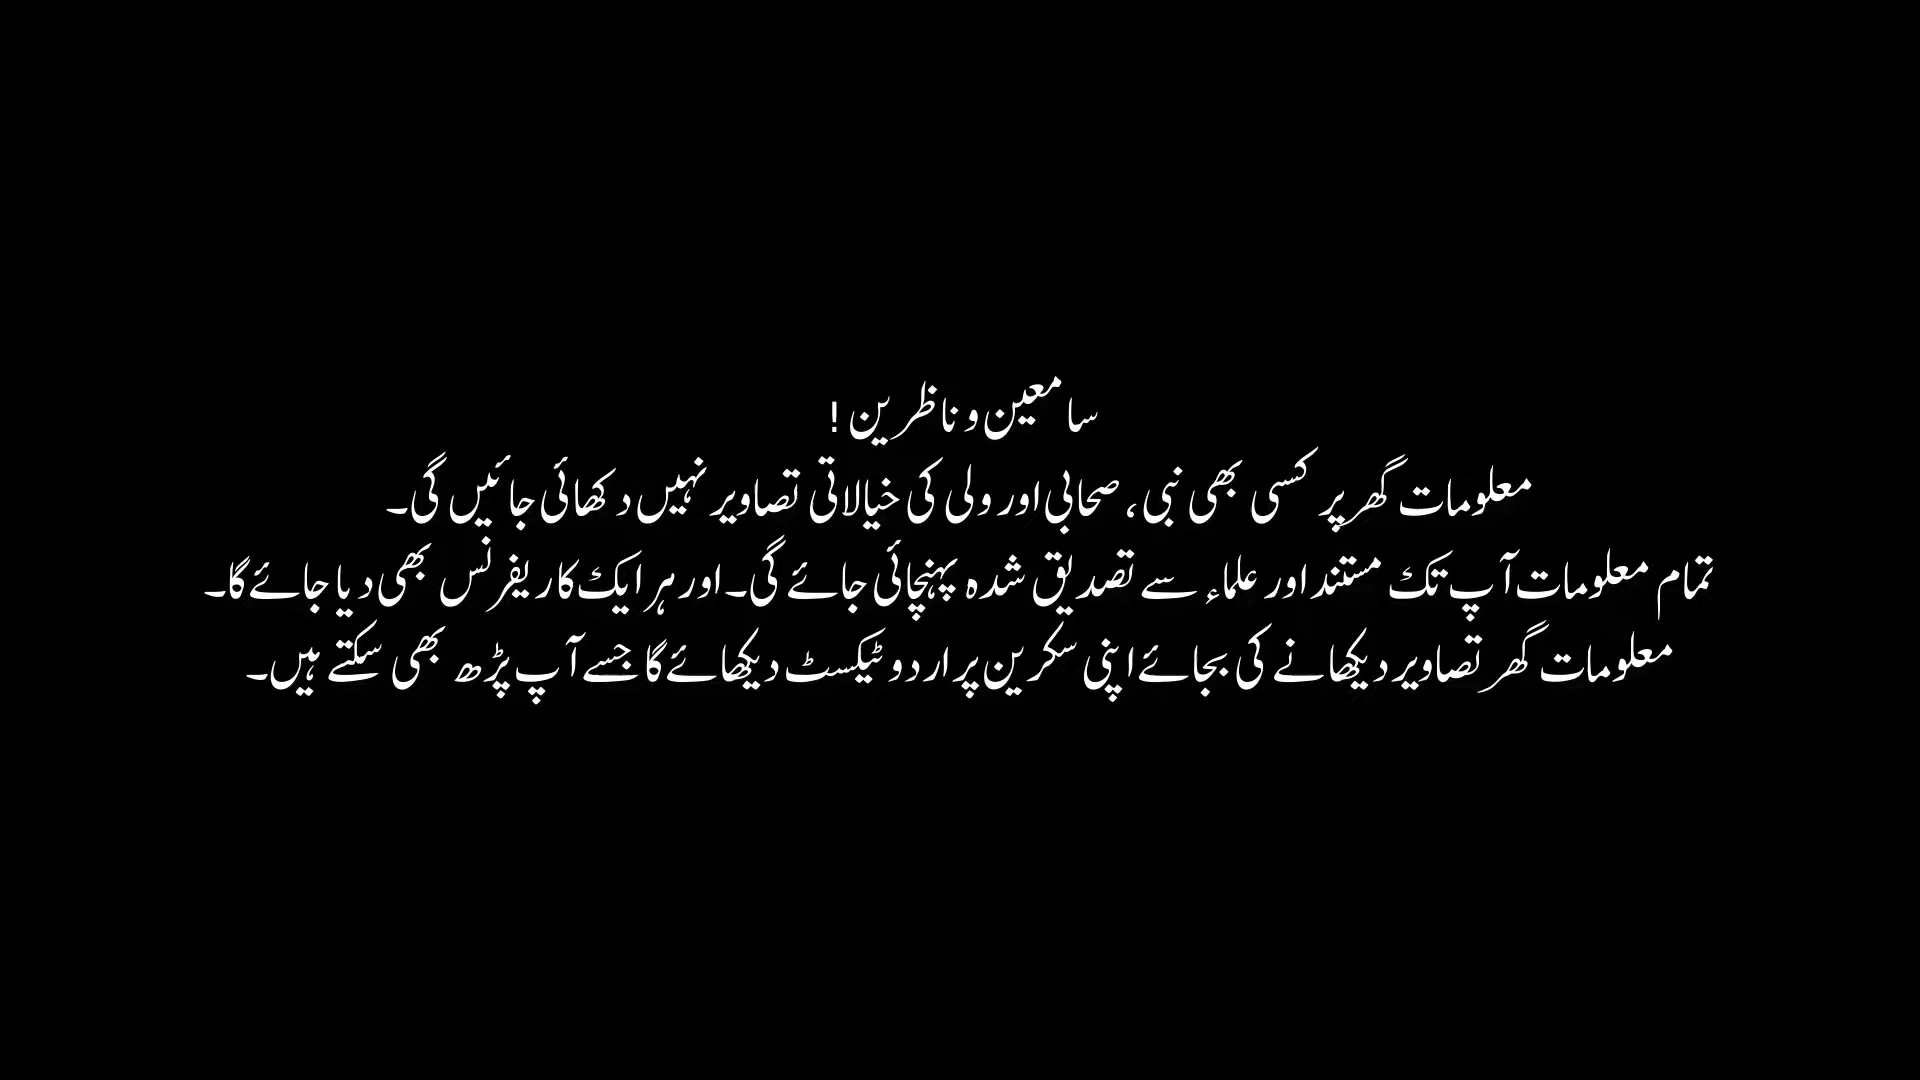 سامعین و ناظرین !
معلومات گھر پر کسی بھی نبی، صحابی اور ولی کی خیالاتی تصاویر نہیں دکھائی جائیں گی۔
تمام معلومات آپ تک مستند اور علماء سے تصدیق شدہ پہنچائی جائے گی۔ اور ہر ایک کا ریفرنس بھی دیا جائے گا۔
معلومات گھر تصاویر دیکھانے کی بجائے اپنی سکرین پر اردو ٹیکسٹ دیکھائے گا جسے آپ پڑھ بھی سکتے ہیں۔